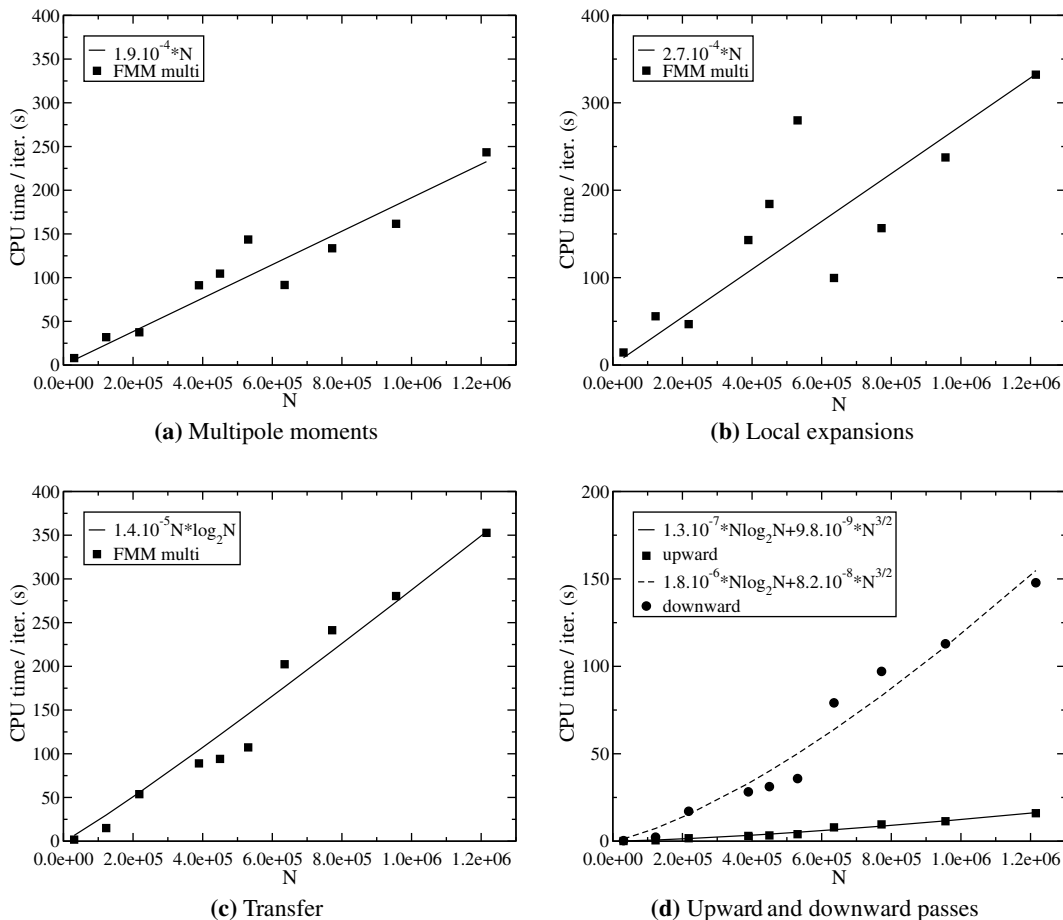 400
350
300
250
200
150
100
50
0
CPU time / iter. (s)
1.9.10^-4*N
FMM multi
0.0e+00 2.0e+05 4.0e+05 6.0e+05 8.0e+05 1.0e+06 1.2e+06
N
(a) Multipole moments
400
350
300
250
200
150
100
50
0
CPU time / iter. (s)
2.7.10^-4*N
FMM multi
0.0e+00 2.0e+05 4.0e+05 6.0e+05 8.0e+05 1.0e+06 1.2e+06
N
(b) Local expansions
400
350
300
250
200
150
100
50
0
CPU time / iter. (s)
1.4.10^-5N*log_2N
FMM multi
0.0e+00 2.0e+05 4.0e+05 6.0e+05 8.0e+05 1.0e+06 1.2e+06
N
(c) Transfer
200
150
100
50
0
CPU time / iter. (s)
1.3.10^-7*Nlog_2N+9.8.10^-9*N^3/2
upward
1.8.10^-6*Nlog_2N+8.2.10^-8*N^3/2
downward
0.0e+00 2.0e+05 4.0e+05 6.0e+05 8.0e+05 1.0e+06 1.2e+06
N
(d) Upward and downward passes